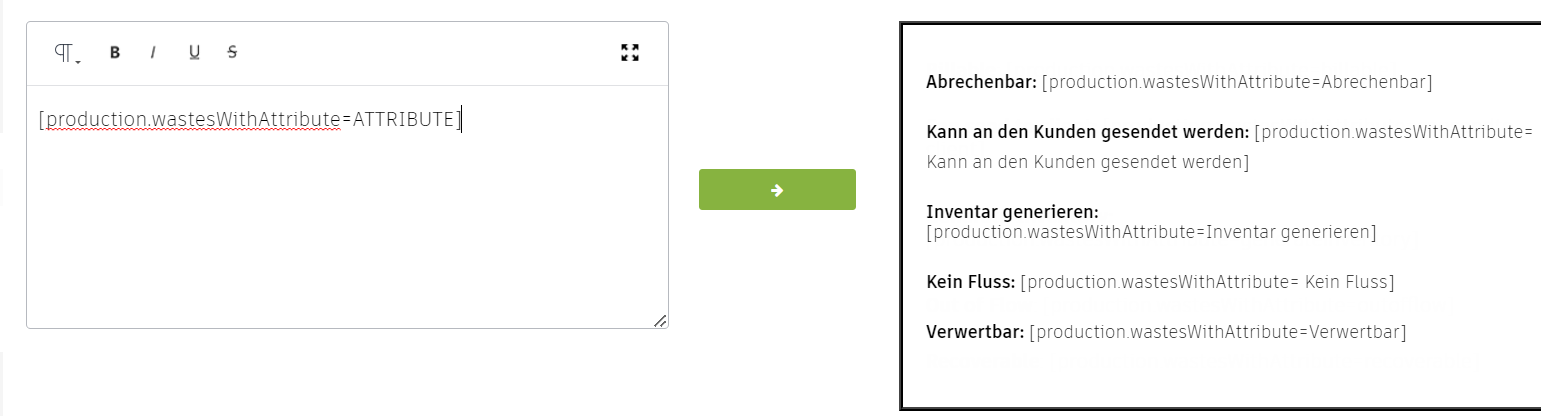 B I U S
[production.wastesWithAttribute=ATTRIBUTE]
Abrechenbar: [production.wastesWithAttribute=Abrechenbar]
Kann an den Kunden gesendet werden: [production.wastesWithAttribute=
Kann an den Kunden gesendet werden]
Inventar generieren:
[production.wastesWithAttribute=Inventar generieren]
Kein Fluss: [production.wastesWithAttribute= Kein Fluss]
Verwertbar: [production.wastesWithAttribute=Verwertbar]